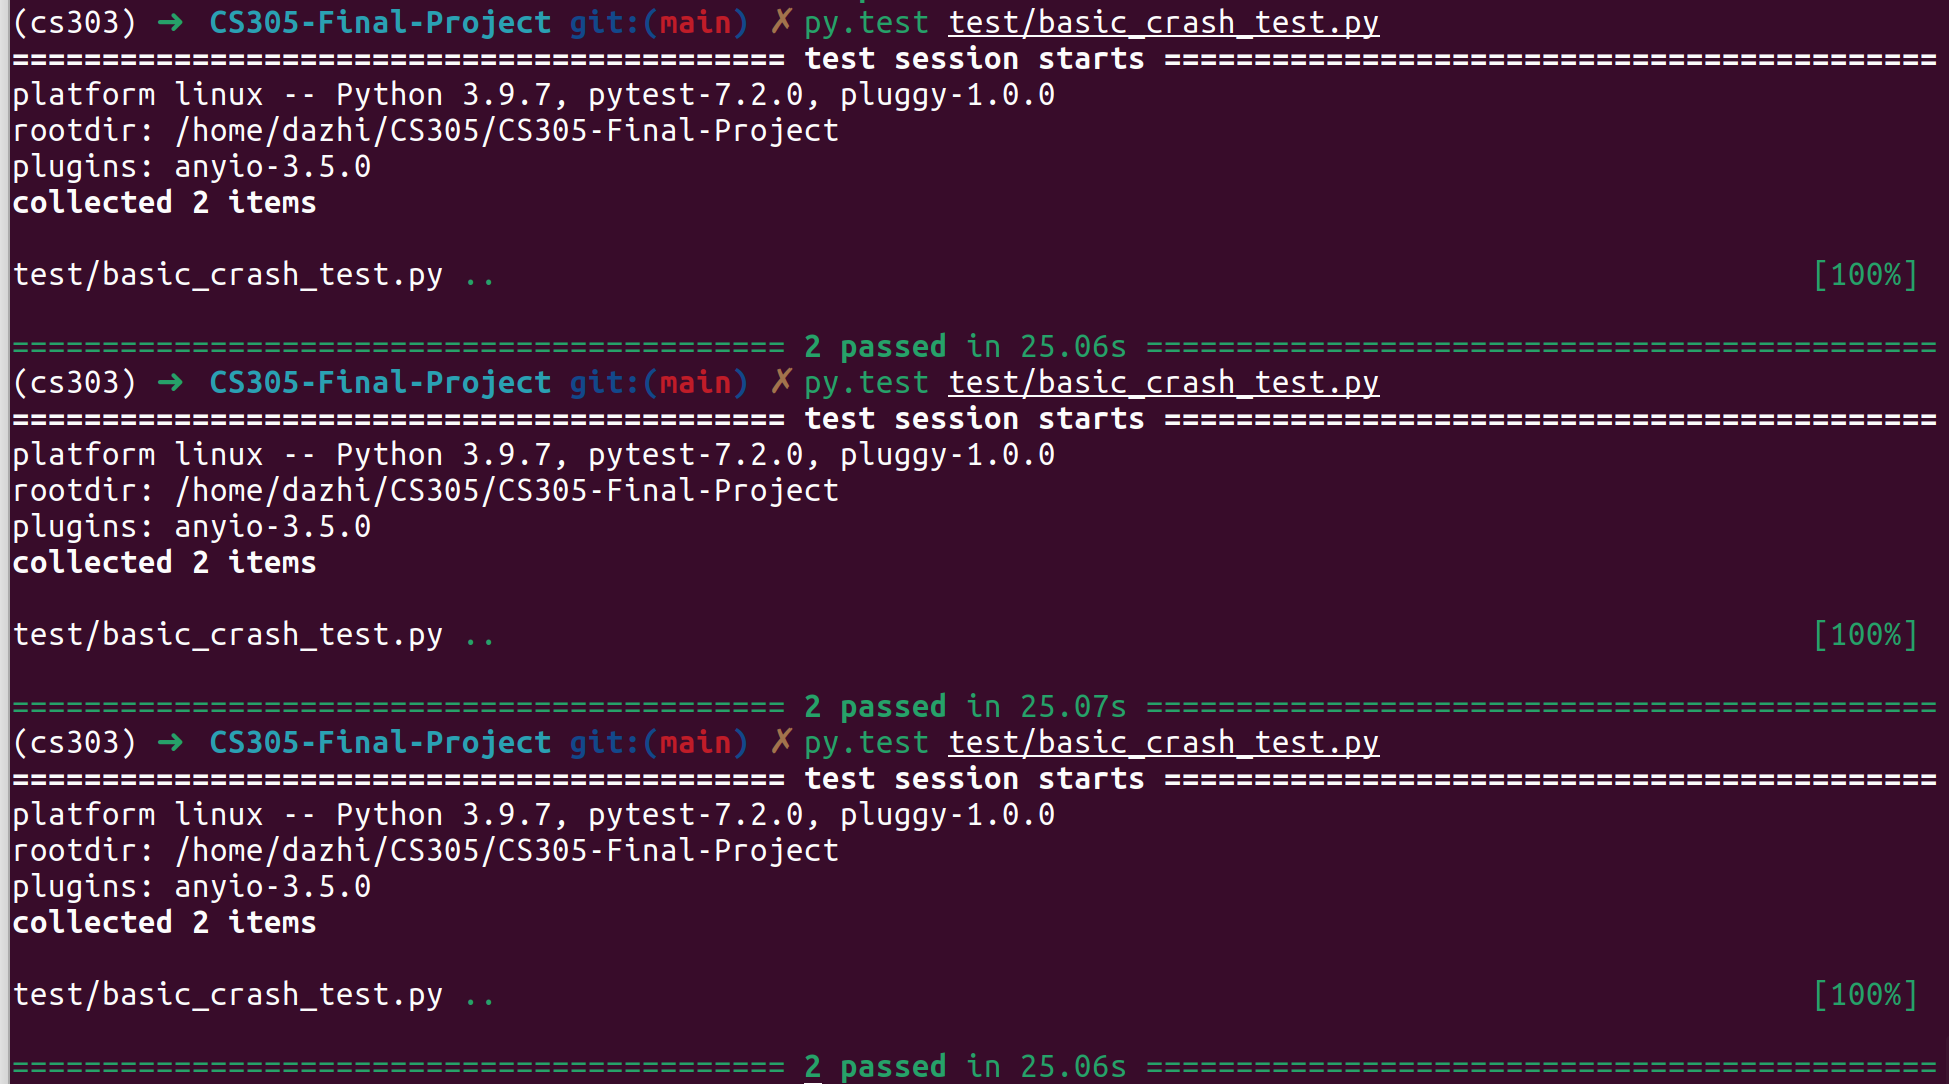 (cs303) ➜ CS305-Final-Project git:(main) ✗ py.test test/basic_crash_test.py
=========================================== test session starts ===========================================
platform linux -- Python 3.9.7, pytest-7.2.0, pluggy-1.0.0
rootdir: /home/dazhi/CS305/CS305-Final-Project
plugins: anyio-3.5.0
collected 2 items
test/basic_crash_test.py .. [100%]
=========================================== 2 passed in 25.06s ============================================
(cs303) ➜ CS305-Final-Project git:(main) ✗ py.test test/basic_crash_test.py
=========================================== test session starts ===========================================
platform linux -- Python 3.9.7, pytest-7.2.0, pluggy-1.0.0
rootdir: /home/dazhi/CS305/CS305-Final-Project
plugins: anyio-3.5.0
collected 2 items
test/basic_crash_test.py .. [100%]
=========================================== 2 passed in 25.07s ============================================
(cs303) ➜ CS305-Final-Project git:(main) ✗ py.test test/basic_crash_test.py
=========================================== test session starts ===========================================
platform linux -- Python 3.9.7, pytest-7.2.0, pluggy-1.0.0
rootdir: /home/dazhi/CS305/CS305-Final-Project
plugins: anyio-3.5.0
collected 2 items
test/basic_crash_test.py .. [100%]
=========================================== 2 passed in 25.06s ============================================